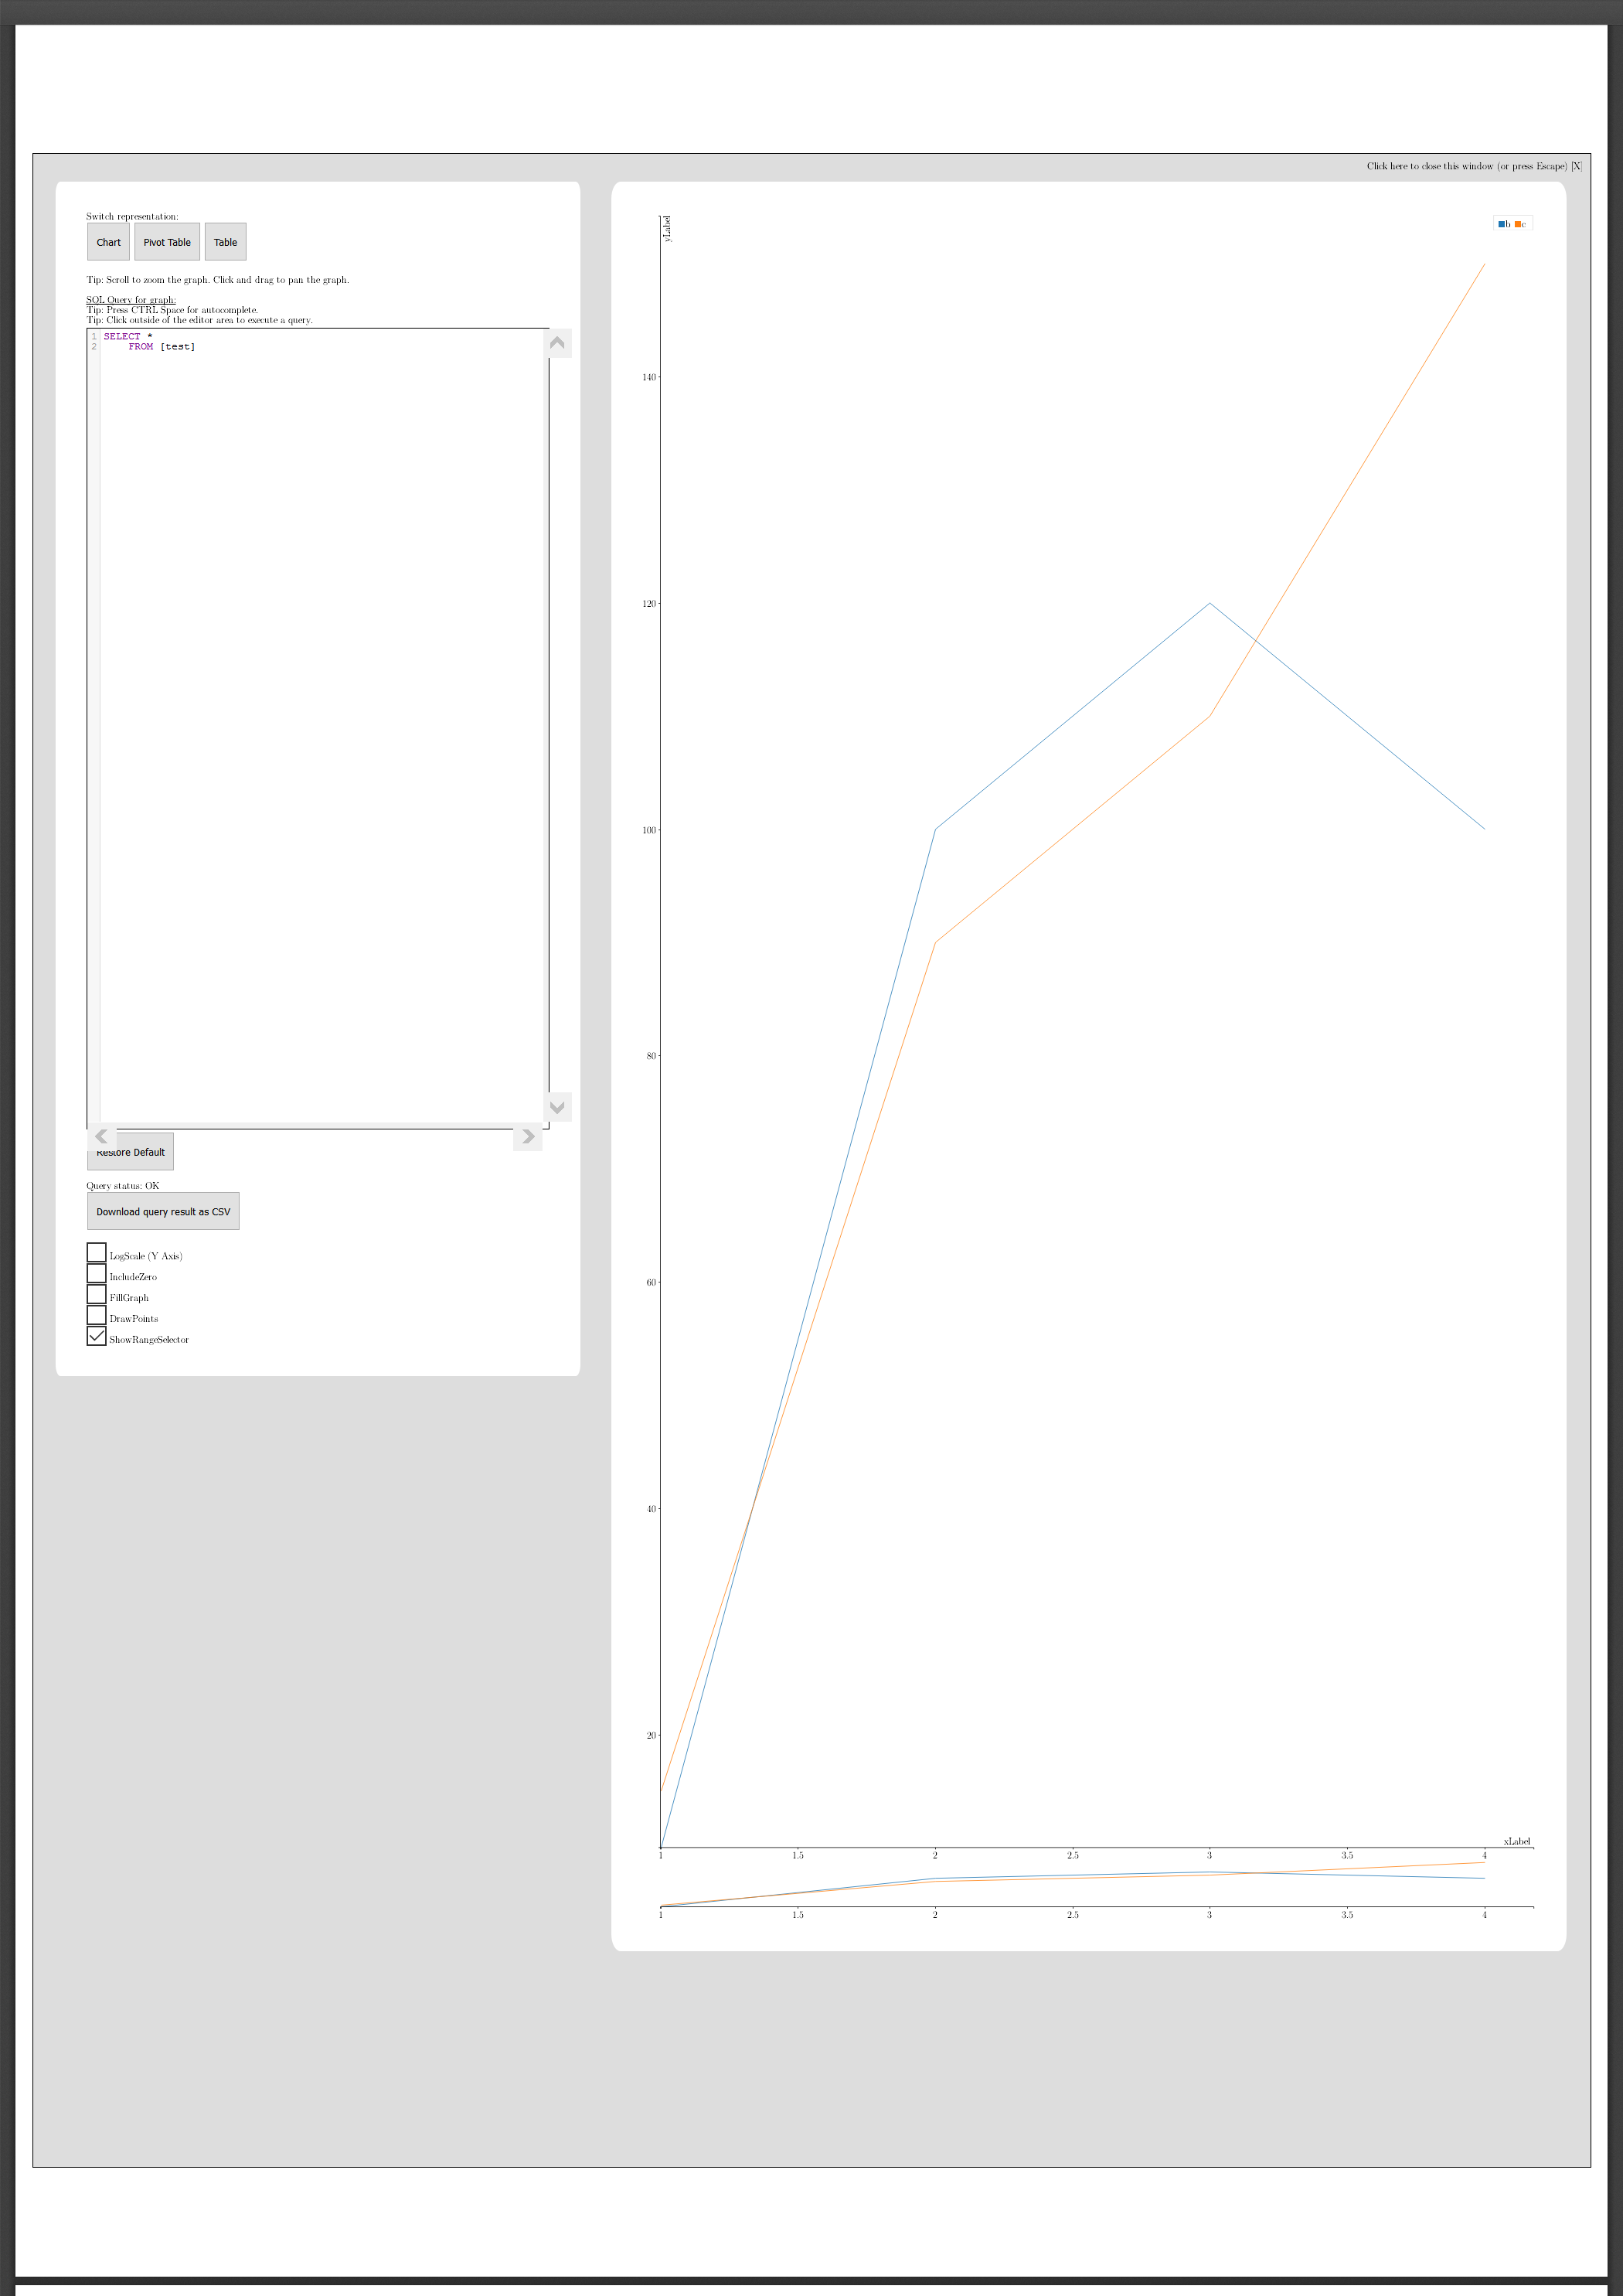 Click here to close this window (or press Escape) [X]
Switch representation:
Chart Pivot Table Table
Tip: Scroll to zoom the graph. Click and drag to pan the graph.
SQL Query for graph:
Tip: Press CTRL Space for autocomplete.
Tip: Click outside of the editor area to execute a query.
1 SELECT *
2 FROM [test]
Restore Default
Query status: OK
Download query result as CSV
LogScale (Y Axis)
IncludeZero
FillGraph
DrawPoints
ShowRangeSelector
yLabel
b c
140
120
100
80
60
40
20
xLabel
1 1.5 2 2.5 3 3.5 4
1 1.5 2 2.5 3 3.5 4